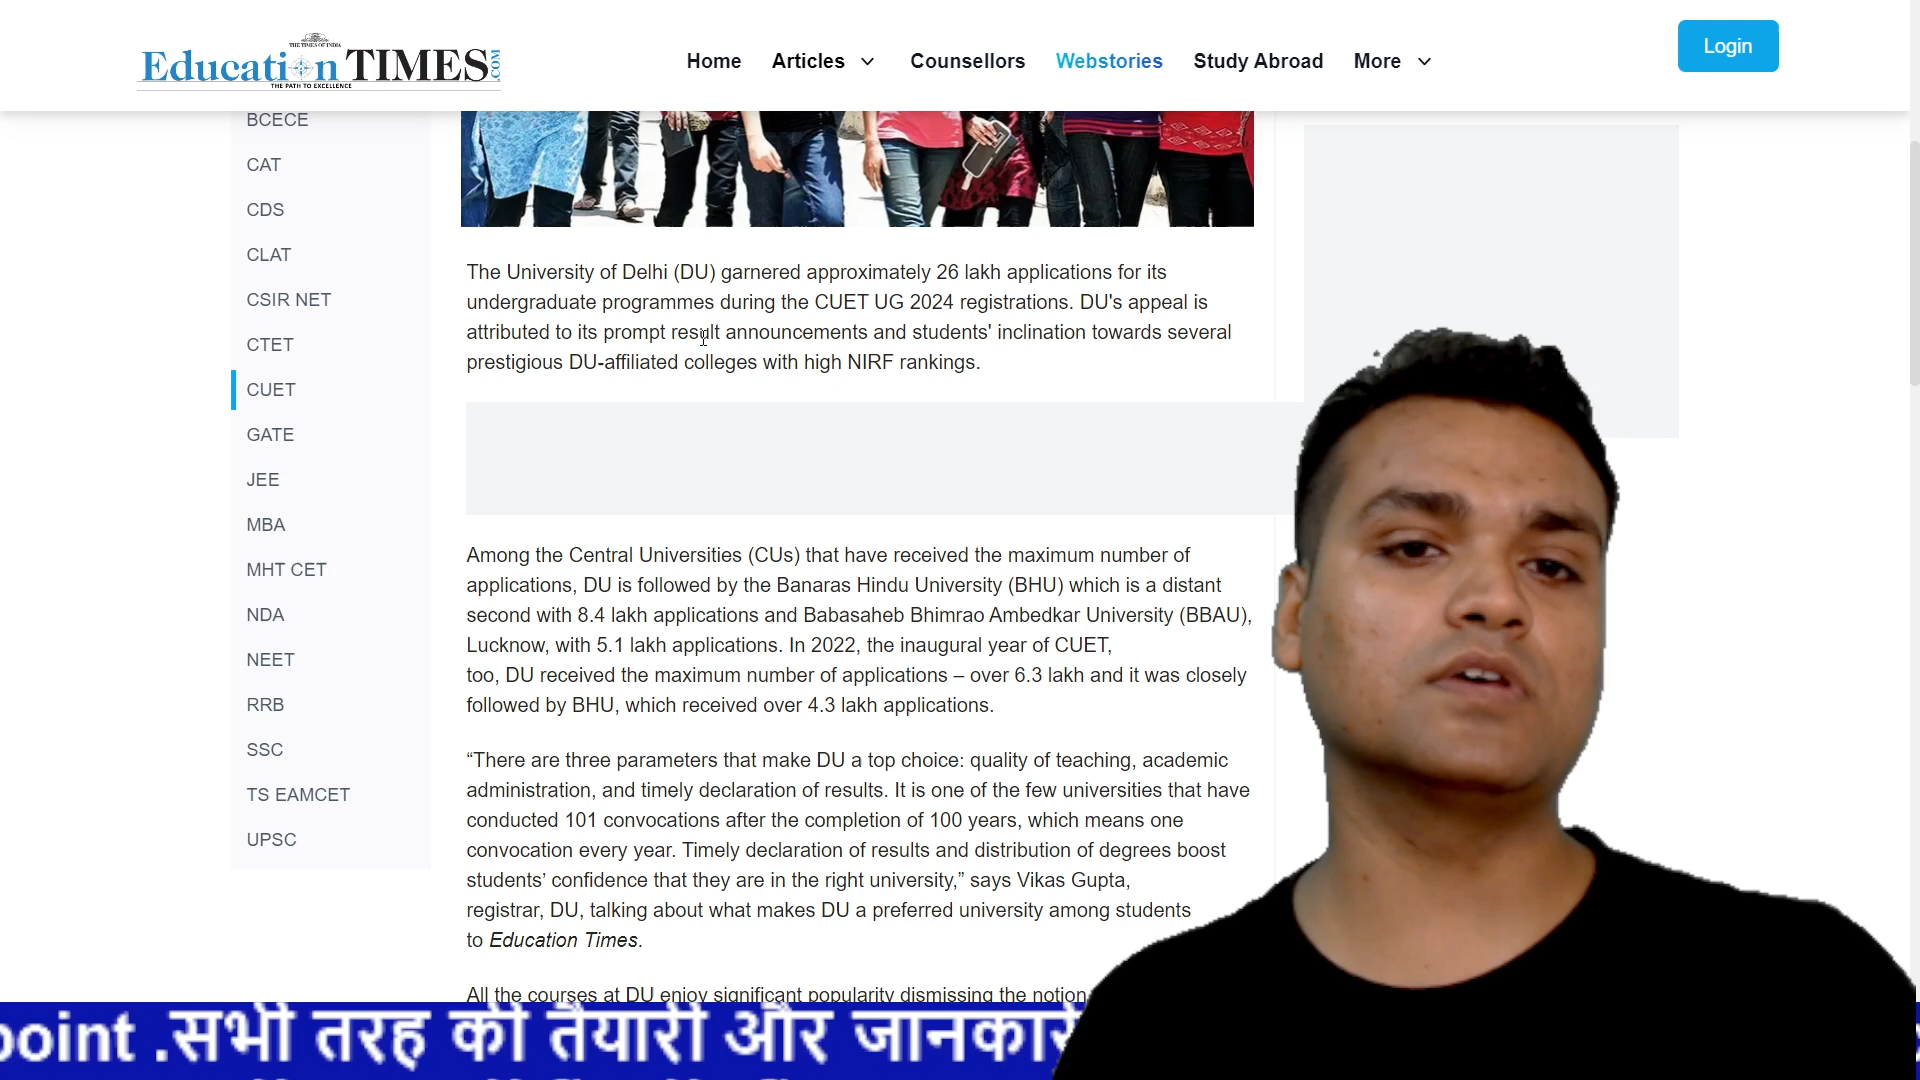 THE TIMES OF INDIA
Education TIMES.COM
THE PATH TO EXCELLENCE
Home Articles Counsellors Webstories Study Abroad More Login
BCECE
CAT
CDS
CLAT
CSIR NET
CTET
CUET
GATE
JEE
MBA
MHT CET
NDA
NEET
RRB
SSC
TS EAMCET
UPSC
The University of Delhi (DU) garnered approximately 26 lakh applications for its
undergraduate programmes during the CUET UG 2024 registrations. DU's appeal is
attributed to its prompt result announcements and students' inclination towards several
prestigious DU-affiliated colleges with high NIRF rankings.
Among the Central Universities (CUs) that have received the maximum number of
applications, DU is followed by the Banaras Hindu University (BHU) which is a distant
second with 8.4 lakh applications and Babasaheb Bhimrao Ambedkar University (BBAU),
Lucknow, with 5.1 lakh applications. In 2022, the inaugural year of CUET,
too, DU received the maximum number of applications – over 6.3 lakh and it was closely
followed by BHU, which received over 4.3 lakh applications.
“There are three parameters that make DU a top choice: quality of teaching, academic
administration, and timely declaration of results. It is one of the few universities that have
conducted 101 convocations after the completion of 100 years, which means one
convocation every year. Timely declaration of results and distribution of degrees boost
students’ confidence that they are in the right university,” says Vikas Gupta,
registrar, DU, talking about what makes DU a preferred university among students
to Education Times.
All the courses at DU enjoy significant popularity dismissing the notion
point .सभी तरह की तैयारी और